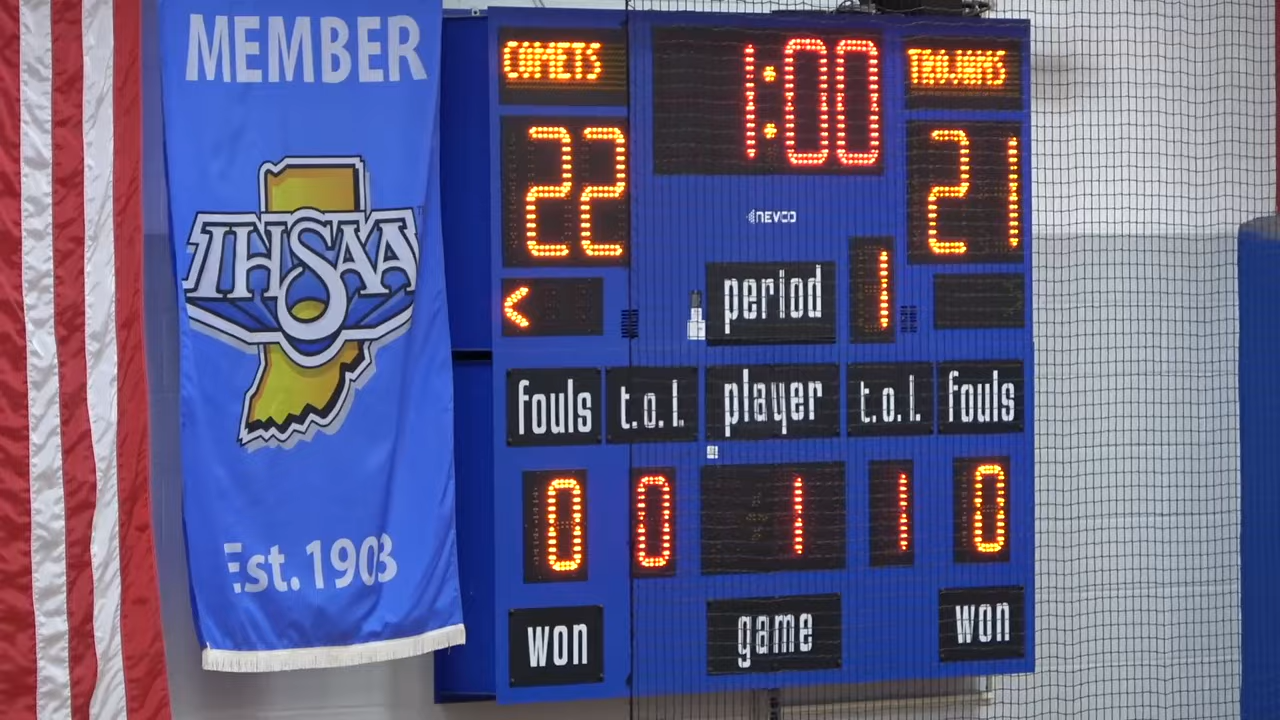 MEMBER
IHSAA
Est. 1903
COMETS
1:00
TROJANS
22
21
NEVCO
<
period
1
fouls
t.o.l.
player
t.o.l.
fouls
0
0
1
1
0
won
game
won